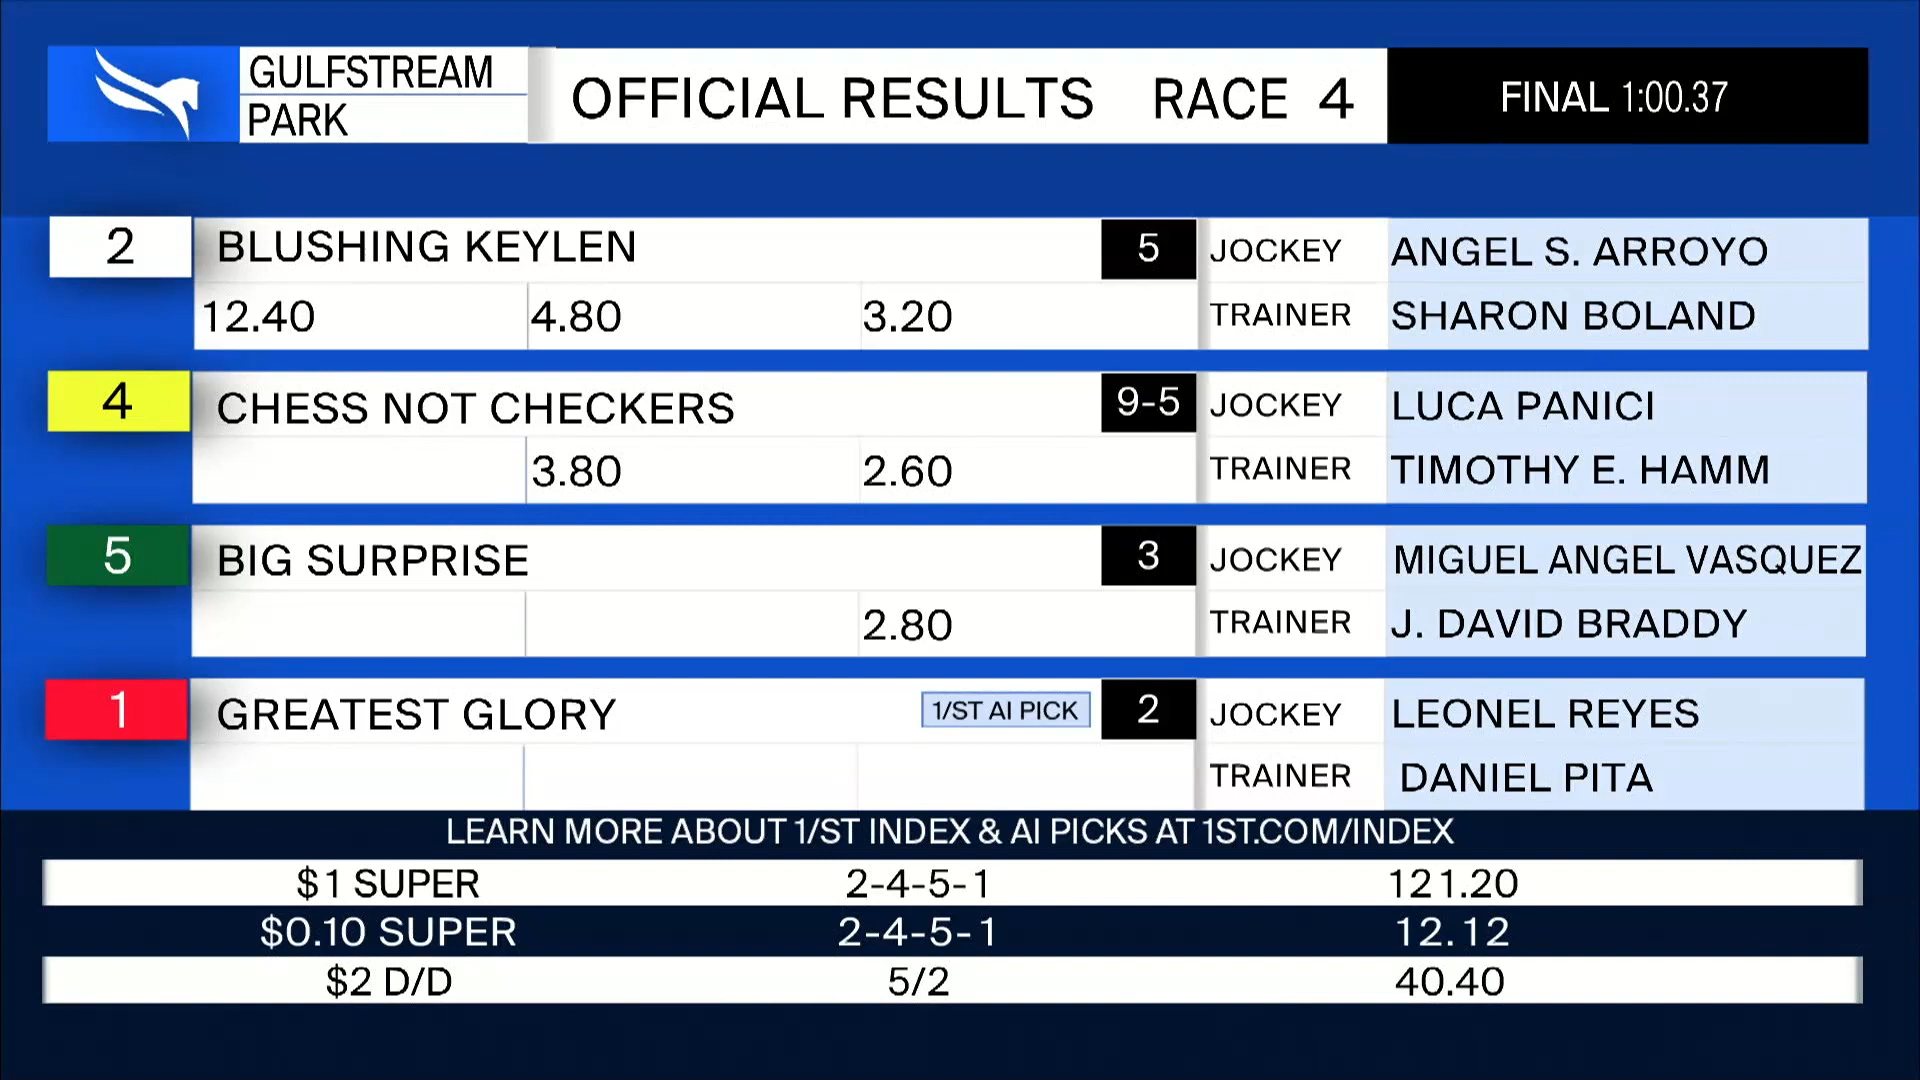 GULFSTREAM
PARK
OFFICIAL RESULTS RACE 4
FINAL 1:00.37
2 BLUSHING KEYLEN 5 JOCKEY ANGEL S. ARROYO
12.40 4.80 3.20 TRAINER SHARON BOLAND
4 CHESS NOT CHECKERS 9-5 JOCKEY LUCA PANICI
3.80 2.60 TRAINER TIMOTHY E. HAMM
5 BIG SURPRISE 3 JOCKEY MIGUEL ANGEL VASQUEZ
2.80 TRAINER J. DAVID BRADDY
1 GREATEST GLORY 1/ST AI PICK 2 JOCKEY LEONEL REYES
TRAINER DANIEL PITA
LEARN MORE ABOUT 1/ST INDEX & AI PICKS AT 1ST.COM/INDEX
$1 SUPER 2-4-5-1 121.20
$0.10 SUPER 2-4-5-1 12.12
$2 D/D 5/2 40.40